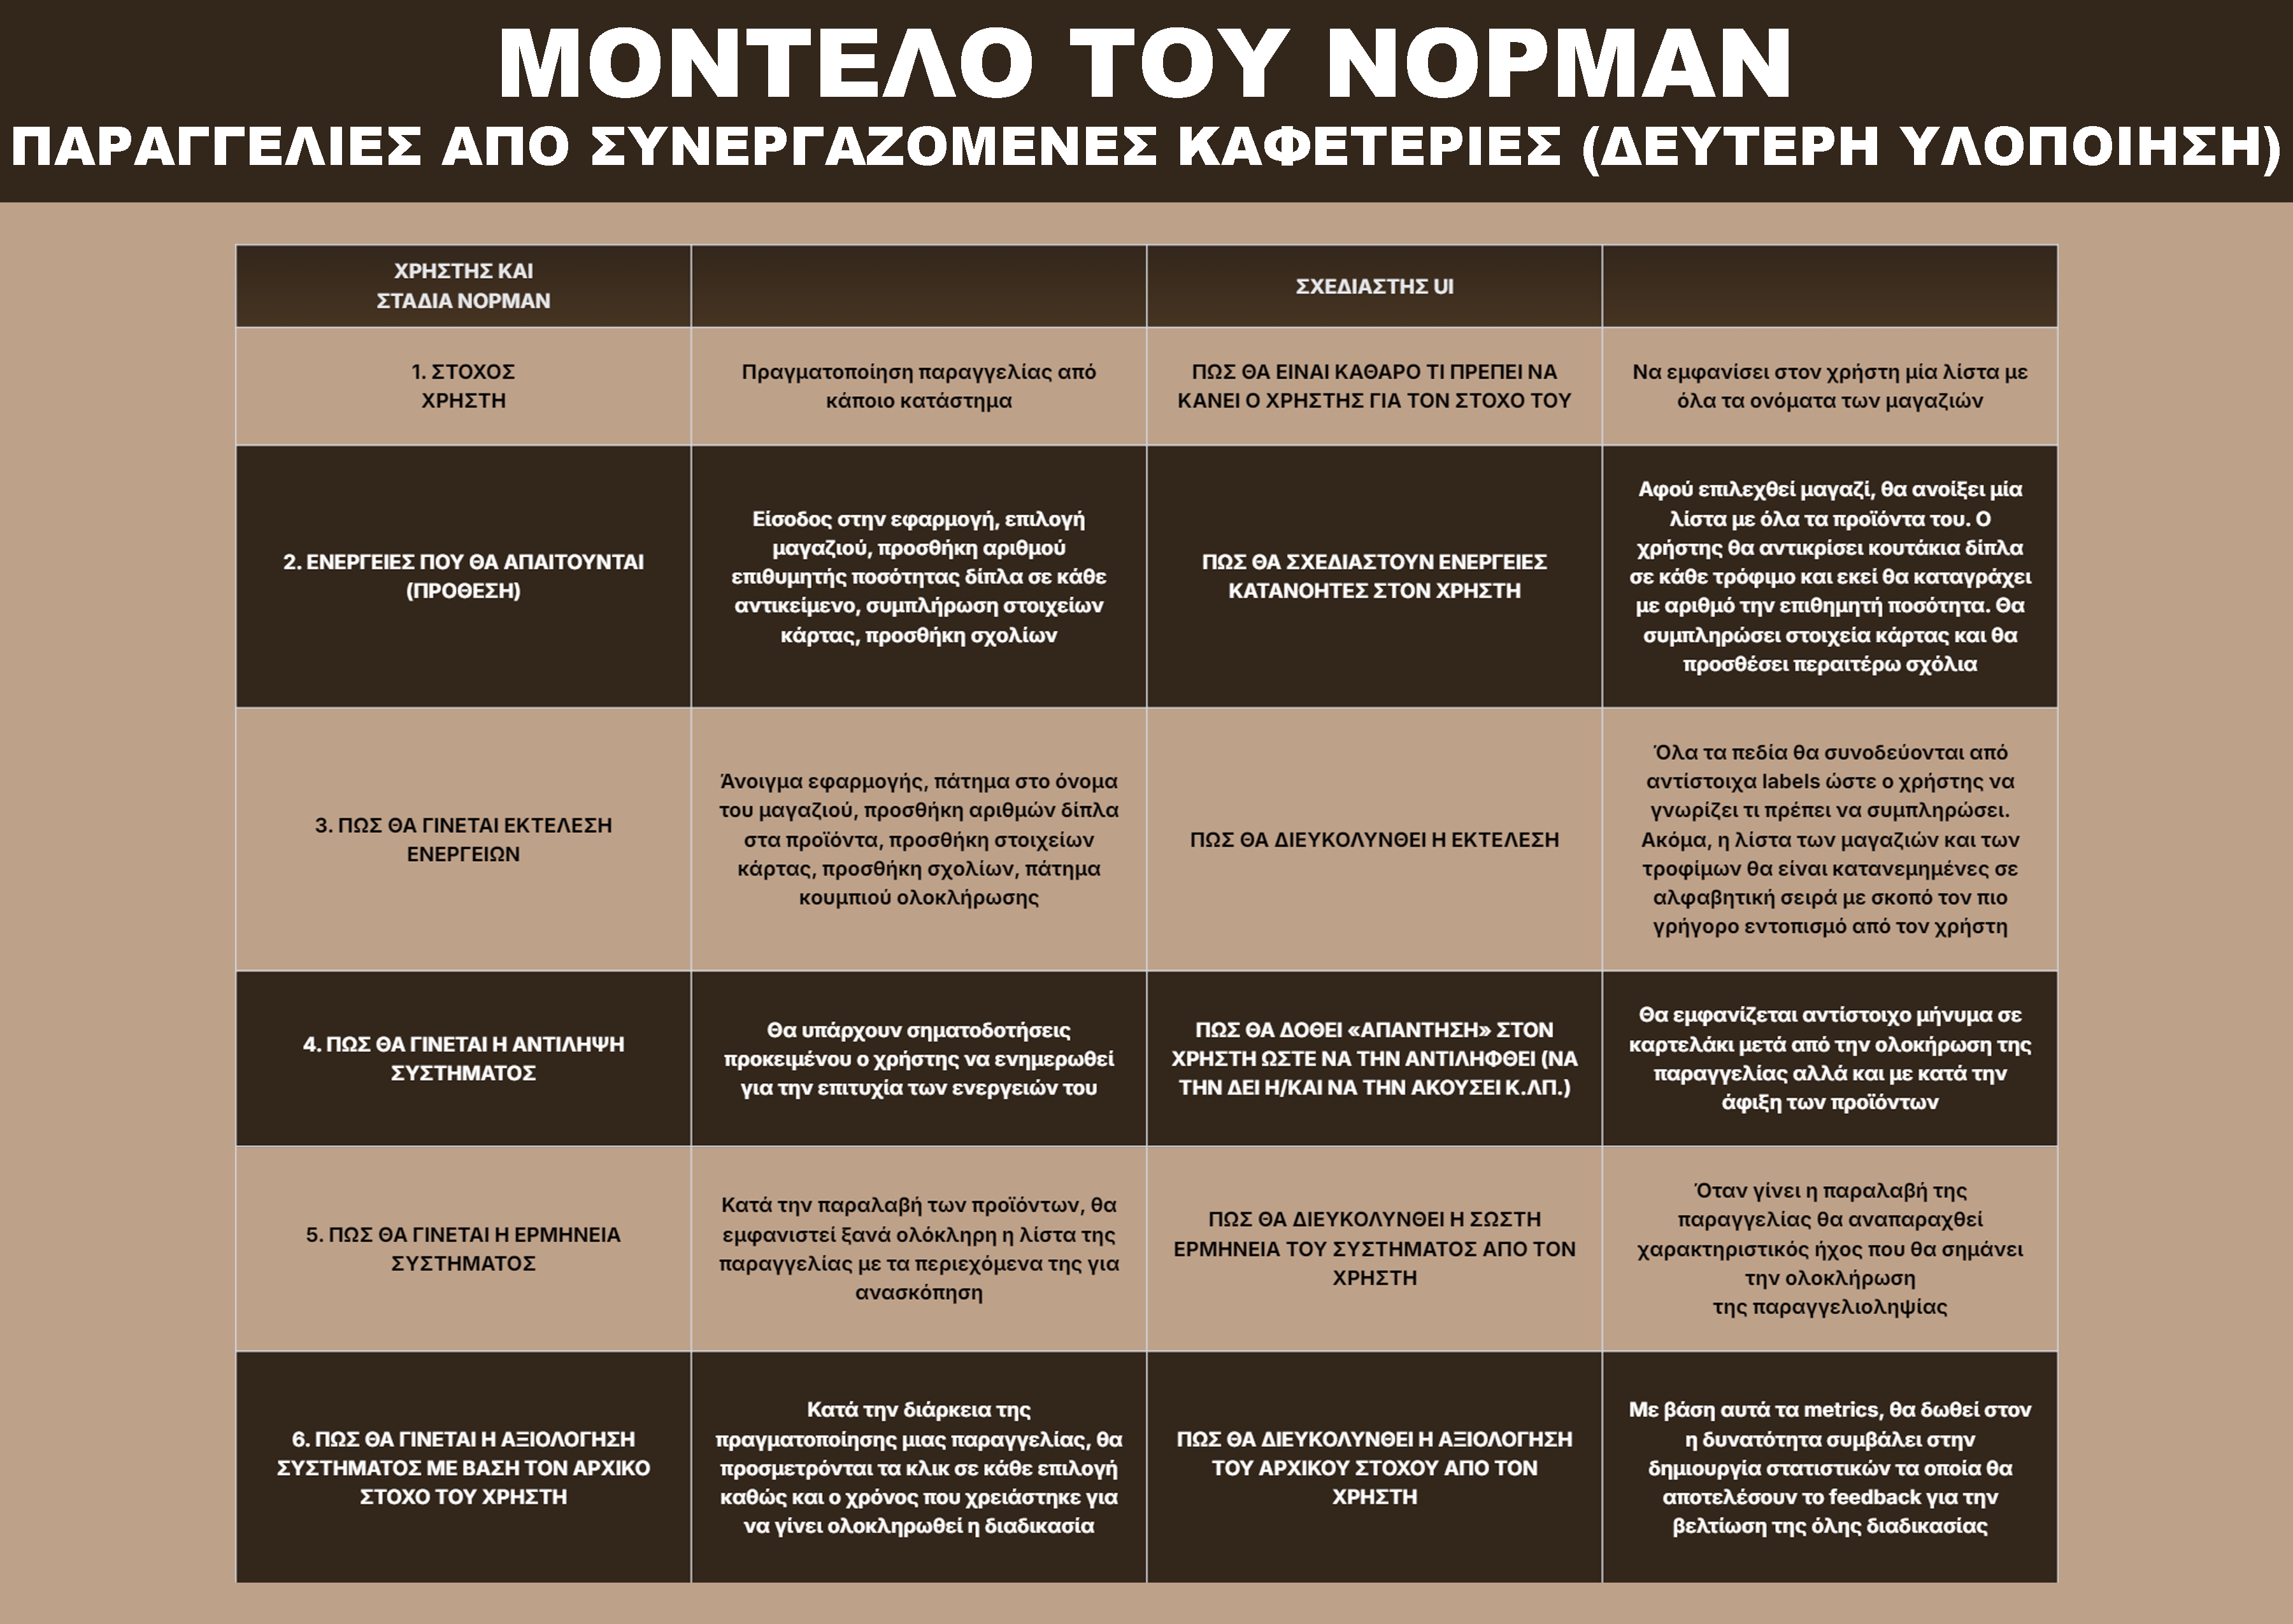 ΜΟΝΤΕΛΟ ΤΟΥ ΝΟΡΜΑΝ
ΠΑΡΑΓΓΕΛΙΕΣ ΑΠΟ ΣΥΝΕΡΓΑΖΟΜΕΝΕΣ ΚΑΦΕΤΕΡΙΕΣ (ΔΕΥΤΕΡΗ ΥΛΟΠΟΙΗΣΗ)
ΧΡΗΣΤΗΣ ΚΑΙ
ΣΤΑΔΙΑ ΝΟΡΜΑΝ
ΣΧΕΔΙΑΣΤΗΣ UI
1. ΣΤΟΧΟΣ
ΧΡΗΣΤΗ
Πραγματοποίηση παραγγελίας από
κάποιο κατάστημα
ΠΩΣ ΘΑ ΕΙΝΑΙ ΚΑΘΑΡΟ ΤΙ ΠΡΕΠΕΙ ΝΑ
ΚΑΝΕΙ Ο ΧΡΗΣΤΗΣ ΓΙΑ ΤΟΝ ΣΤΟΧΟ ΤΟΥ
Να εμφανίσει στον χρήστη μία λίστα με
όλα τα ονόματα των μαγαζιών
2. ΕΝΕΡΓΕΙΕΣ ΠΟΥ ΘΑ ΑΠΑΙΤΟΥΝΤΑΙ
(ΠΡΟΘΕΣΗ)
Είσοδος στην εφαρμογή, επιλογή
μαγαζιού, προσθήκη αριθμού
επιθυμητής ποσότητας δίπλα σε κάθε
αντικείμενο, συμπλήρωση στοιχείων
κάρτας, προσθήκη σχολίων
ΠΩΣ ΘΑ ΣΧΕΔΙΑΣΤΟΥΝ ΕΝΕΡΓΕΙΕΣ
ΚΑΤΑΝΟΗΤΕΣ ΣΤΟΝ ΧΡΗΣΤΗ
Αφού επιλεχθεί μαγαζί, θα ανοίξει μία
λίστα με όλα τα προϊόντα του. Ο
χρήστης θα αντικρίσει κουτάκια δίπλα
σε κάθε τρόφιμο και εκεί θα καταγράχει
με αριθμό την επιθημητή ποσότητα. Θα
συμπληρώσει στοιχεία κάρτας και θα
προσθέσει περαιτέρω σχόλια
3. ΠΩΣ ΘΑ ΓΙΝΕΤΑΙ ΕΚΤΕΛΕΣΗ
ΕΝΕΡΓΕΙΩΝ
Άνοιγμα εφαρμογής, πάτημα στο όνομα
του μαγαζιού, προσθήκη αριθμών δίπλα
στα προϊόντα, προσθήκη στοιχείων
κάρτας, προσθήκη σχολίων, πάτημα
κουμπιού ολοκλήρωσης
ΠΩΣ ΘΑ ΔΙΕΥΚΟΛΥΝΘΕΙ Η ΕΚΤΕΛΕΣΗ
Όλα τα πεδία θα συνοδεύονται από
αντίστοιχα labels ώστε ο χρήστης να
γνωρίζει τι πρέπει να συμπληρώσει.
Ακόμα, η λίστα των μαγαζιών και των
τροφίμων θα είναι κατανεμημένες σε
αλφαβητική σειρά με σκοπό τον πιο
γρήγορο εντοπισμό από τον χρήστη
4. ΠΩΣ ΘΑ ΓΙΝΕΤΑΙ Η ΑΝΤΙΛΗΨΗ
ΣΥΣΤΗΜΑΤΟΣ
Θα υπάρχουν σηματοδοτήσεις
προκειμένου ο χρήστης να ενημερωθεί
για την επιτυχία των ενεργειών του
ΠΩΣ ΘΑ ΔΟΘΕΙ «ΑΠΑΝΤΗΣΗ» ΣΤΟΝ
ΧΡΗΣΤΗ ΩΣΤΕ ΝΑ ΤΗΝ ΑΝΤΙΛΗΦΘΕΙ (ΝΑ
ΤΗΝ ΔΕΙ Η/ΚΑΙ ΝΑ ΤΗΝ ΑΚΟΥΣΕΙ Κ.ΛΠ.)
Θα εμφανίζεται αντίστοιχο μήνυμα σε
καρτελάκι μετά από την ολοκήρωση της
παραγγελίας αλλά και με κατά την
άφιξη των προϊόντων
5. ΠΩΣ ΘΑ ΓΙΝΕΤΑΙ Η ΕΡΜΗΝΕΙΑ
ΣΥΣΤΗΜΑΤΟΣ
Κατά την παραλαβή των προϊόντων, θα
εμφανιστεί ξανά ολόκληρη η λίστα της
παραγγελίας με τα περιεχόμενα της για
ανασκόπηση
ΠΩΣ ΘΑ ΔΙΕΥΚΟΛΥΝΘΕΙ Η ΣΩΣΤΗ
ΕΡΜΗΝΕΙΑ ΤΟΥ ΣΥΣΤΗΜΑΤΟΣ ΑΠΟ ΤΟΝ
ΧΡΗΣΤΗ
Όταν γίνει η παραλαβή της
παραγγελίας θα αναπαραχθεί
χαρακτηριστικός ήχος που θα σημάνει
την ολοκλήρωση
της παραγγελιοληψίας
6. ΠΩΣ ΘΑ ΓΙΝΕΤΑΙ Η ΑΞΙΟΛΟΓΗΣΗ
ΣΥΣΤΗΜΑΤΟΣ ΜΕ ΒΑΣΗ ΤΟΝ ΑΡΧΙΚΟ
ΣΤΟΧΟ ΤΟΥ ΧΡΗΣΤΗ
Κατά την διάρκεια της
πραγματοποίησης μιας παραγγελίας, θα
προσμετρόνται τα κλικ σε κάθε επιλογή
καθώς και ο χρόνος που χρειάστηκε για
να γίνει ολοκληρωθεί η διαδικασία
ΠΩΣ ΘΑ ΔΙΕΥΚΟΛΥΝΘΕΙ Η ΑΞΙΟΛΟΓΗΣΗ
ΤΟΥ ΑΡΧΙΚΟΥ ΣΤΟΧΟΥ ΑΠΟ ΤΟΝ
ΧΡΗΣΤΗ
Με βάση αυτά τα metrics, θα δωθεί στον
η δυνατότητα συμβάλει στην
δημιουργία στατιστικών τα οποία θα
αποτελέσουν το feedback για την
βελτίωση της όλης διαδικασίας